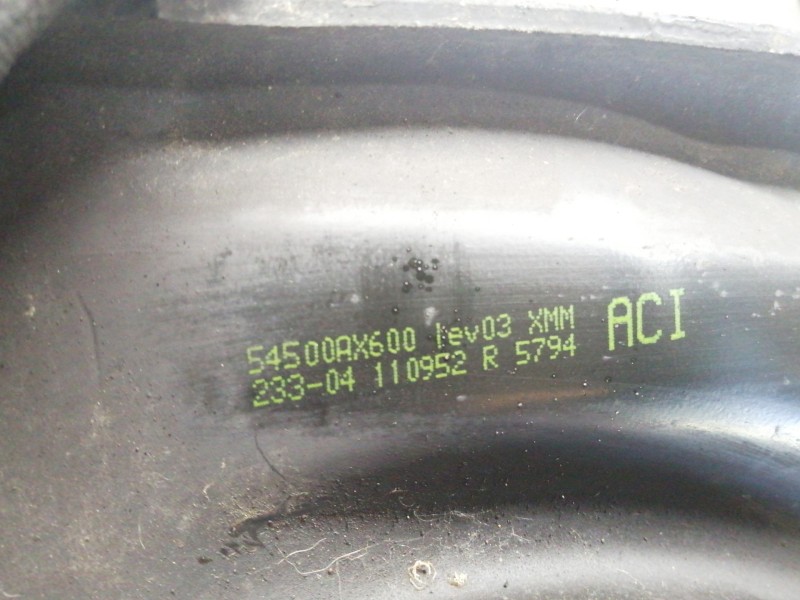 54500AX600 lev03 XMM
233-04 110952 R 5794
ACI